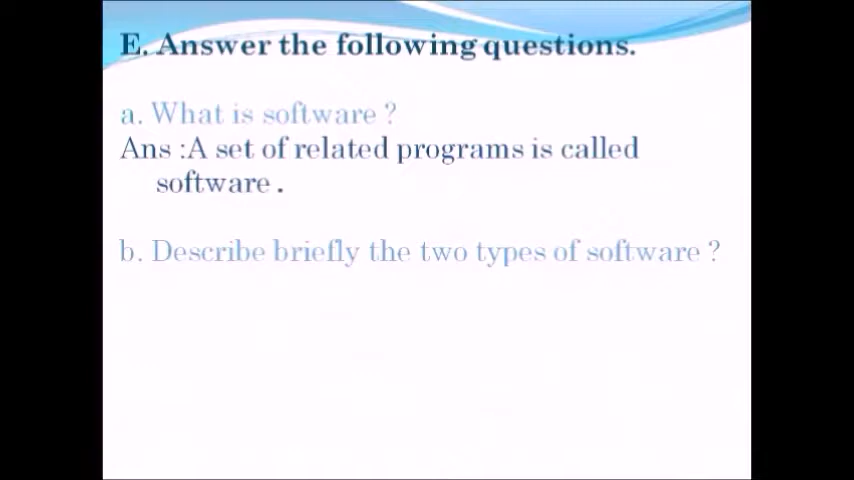 E. Answer the following questions.
a. What is software ?
Ans :A set of related programs is called
software .
b. Describe briefly the two types of software ?